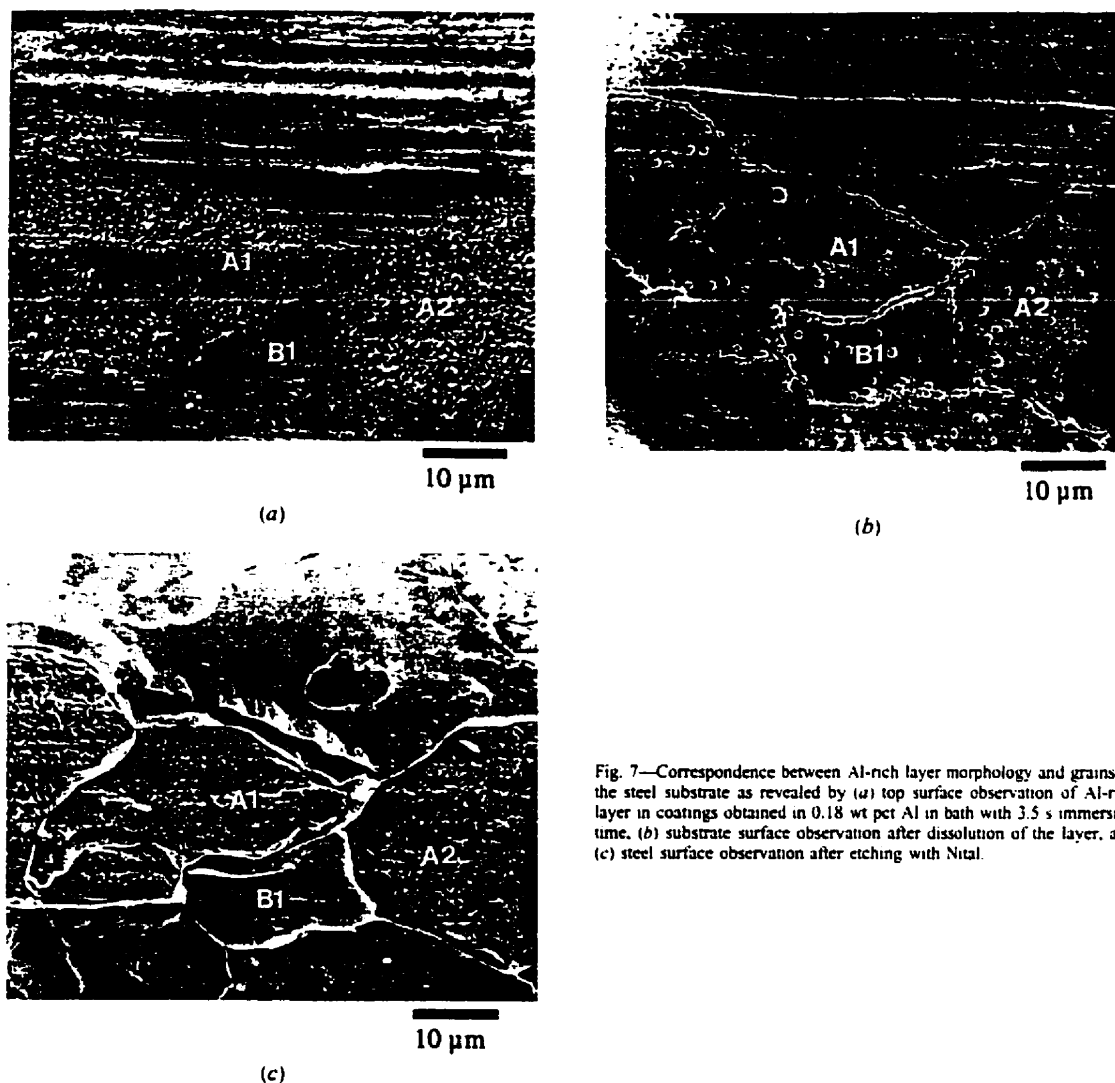 A1
A2
B1
10 μm
(a)
A1
A2
B1
10 μm
(b)
A1
A2
B1
10 μm
(c)
Fig. 7—Correspondence between Al-rich layer morphology and grains
the steel substrate as revealed by (a) top surface observation of Al-r
layer in coatings obtained in 0.18 wt pct Al in bath with 3.5 s immersi
time, (b) substrate surface observation after dissolution of the layer, a
(c) steel surface observation after etching with Nital.